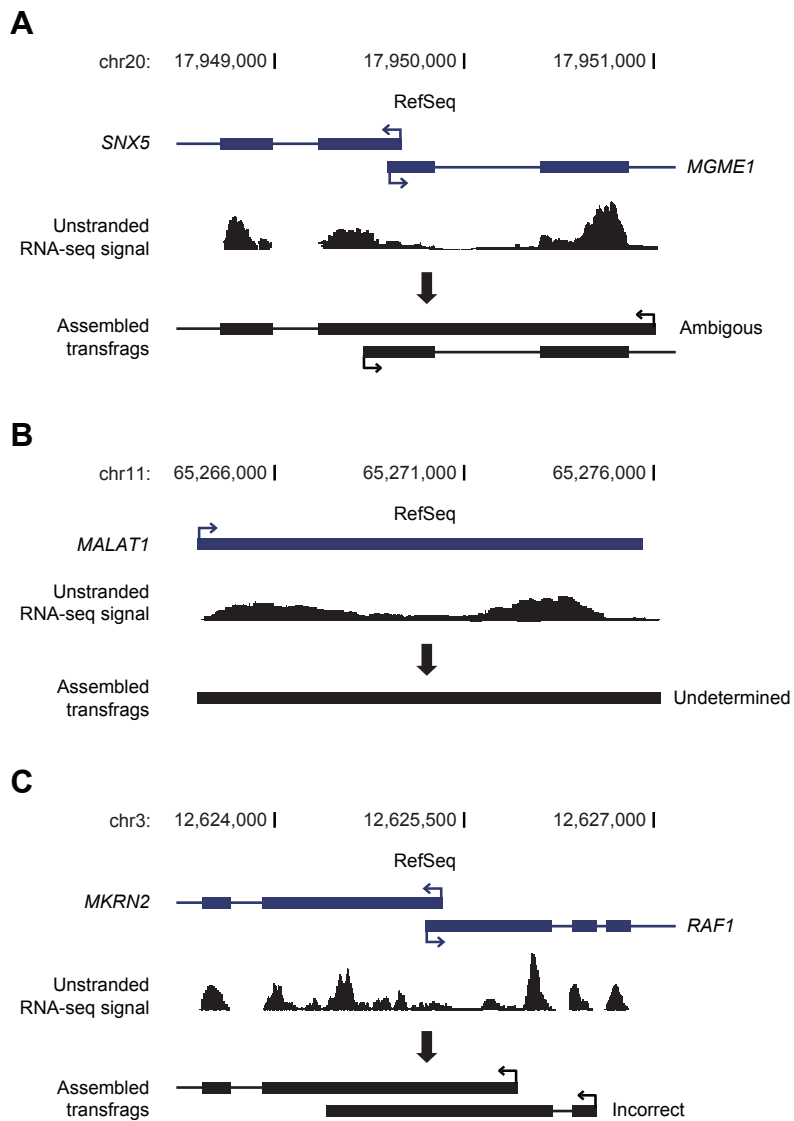 A
chr20: 17,949,000 17,950,000 17,951,000
RefSeq
SNX5
MGME1
Unstranded
RNA-seq signal
Assembled
transfrags
Ambigous
B
chr11: 65,266,000 65,271,000 65,276,000
RefSeq
MALAT1
Unstranded
RNA-seq signal
Assembled
transfrags
Undetermined
C
chr3: 12,624,000 12,625,500 12,627,000
RefSeq
MKRN2
RAF1
Unstranded
RNA-seq signal
Assembled
transfrags
Incorrect